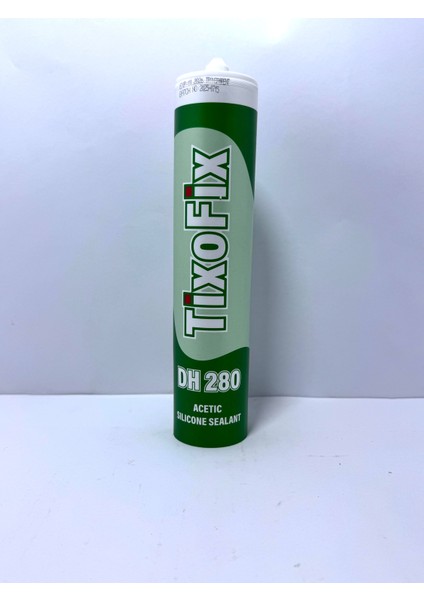 TixoFix
DH 280
ACETIC
SILICONE SEALANT